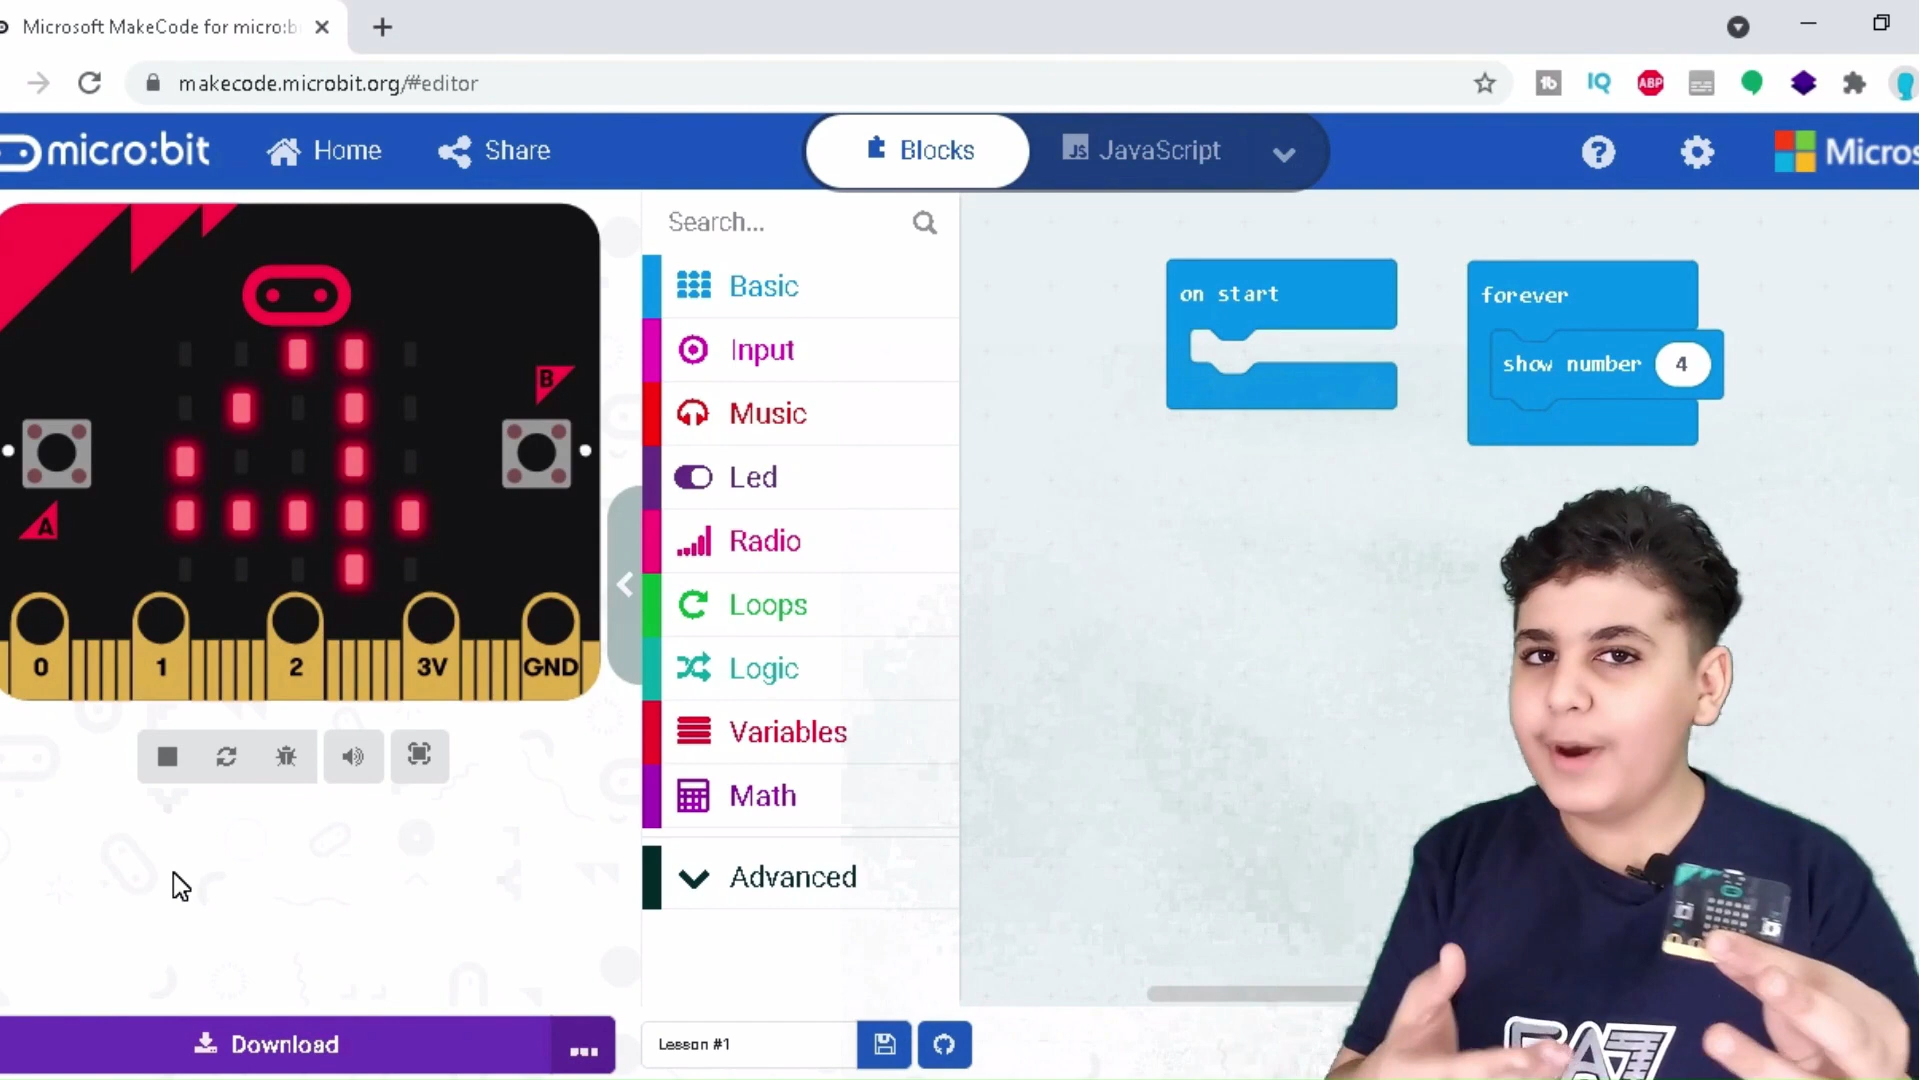 Microsoft MakeCode for micro:b
makecode.microbit.org/#editor
ABP
micro:bit
Home
Share
Blocks
JS JavaScript
?
Micros
Search...
Basic
Input
Music
Led
Radio
Loops
Logic
Variables
Math
Advanced
on start
forever
show number 4
B
A
0 1 2 3V GND
Download
...
Lesson #1